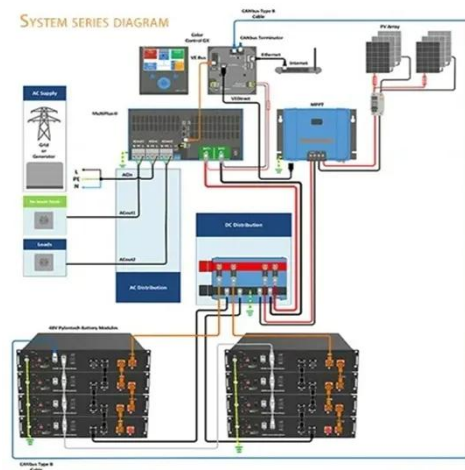 SYSTEM SERIES DIAGRAM
CANbus Type B
Cable
Color
Control GX
CANbus Terminator
PV Array
VE Bus
Ethernet
Internet
AC Supply
MultiPlus-II
VE Direct
MPPT
Grid
or
Generator
L
PE
N
ACin
ACout1
Loads
DC Distribution
ACout2
AC Distribution
48V Pylontech Battery Modules
CANbus Type B
Cable